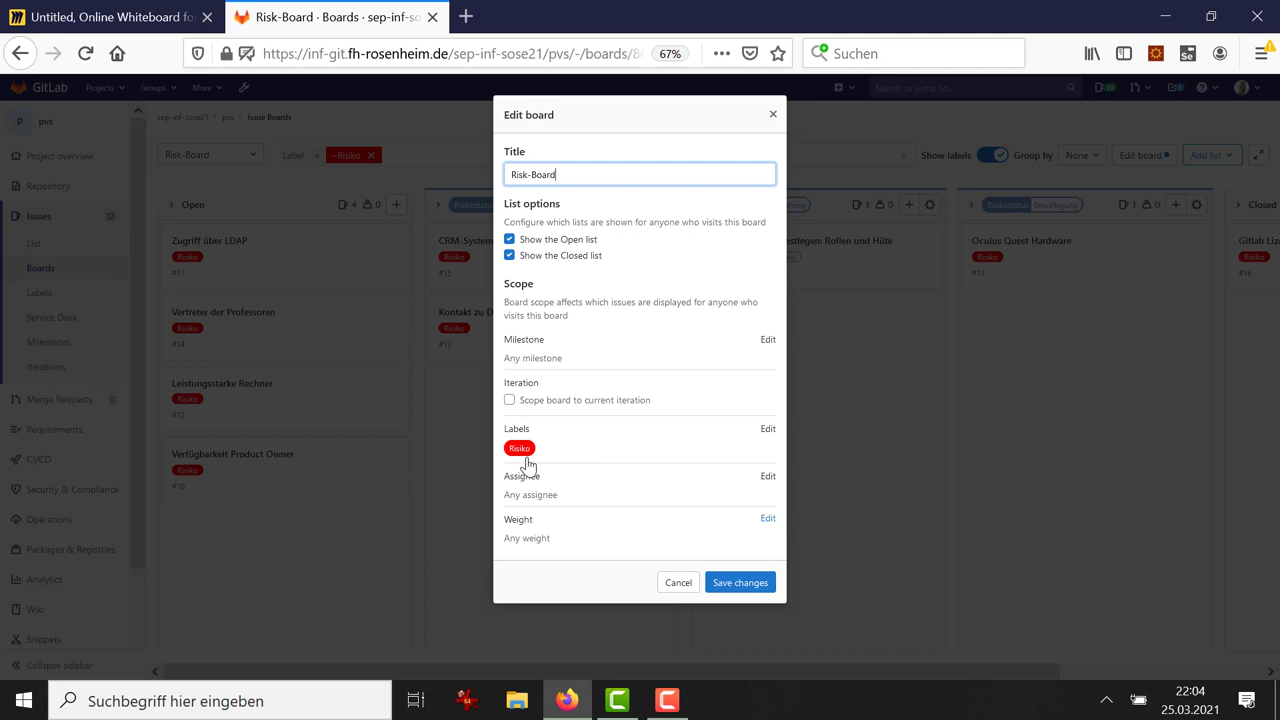 Untitled, Online Whiteboard fo
Risk-Board · Boards · sep-inf-so
https://inf-git.fh-rosenheim.de/sep-inf-sose21/pvs/-/boards/8
67%
Suchen
GitLab
Projects
Groups
More
Search or jump to...
P
pvs
sep-inf-sose21 > pvs > Issue Boards
Project overview
Repository
Issues
12
List
Boards
Labels
Service Desk
Milestones
Iterations
Merge Requests
0
Requirements
CI/CD
Security & Compliance
Operations
Packages & Registries
Analytics
Wiki
Snippets
Collapse sidebar
Risk-Board
Label
=
~Risiko
Show labels
Group by
None
Edit board
Add list
Open
4
0
Zugriff über LDAP
Risiko
#17
Vertreter der Professoren
Risiko
#14
Leistungsstarke Rechner
Risiko
#12
Verfügbarkeit Product Owner
Risiko
#10
Risikostatus
CRM-System
Risiko
#15
Kontakt zu D
Risiko
#13
1
0
estlegen: Rollen und Hüte
Risikostatus
Bewilligung
1
0
Oculus Quest Hardware
Risiko
#11
Closed
Gitlab Liz
Risiko
#16
Edit board
Title
Risk-Board
List options
Configure which lists are shown for anyone who visits this board
Show the Open list
Show the Closed list
Scope
Board scope affects which issues are displayed for anyone who
visits this board
Milestone
Edit
Any milestone
Iteration
Scope board to current iteration
Labels
Edit
Risiko
Assignee
Edit
Any assignee
Weight
Edit
Any weight
Cancel
Save changes
Suchbegriff hier eingeben
22:04
25.03.2021